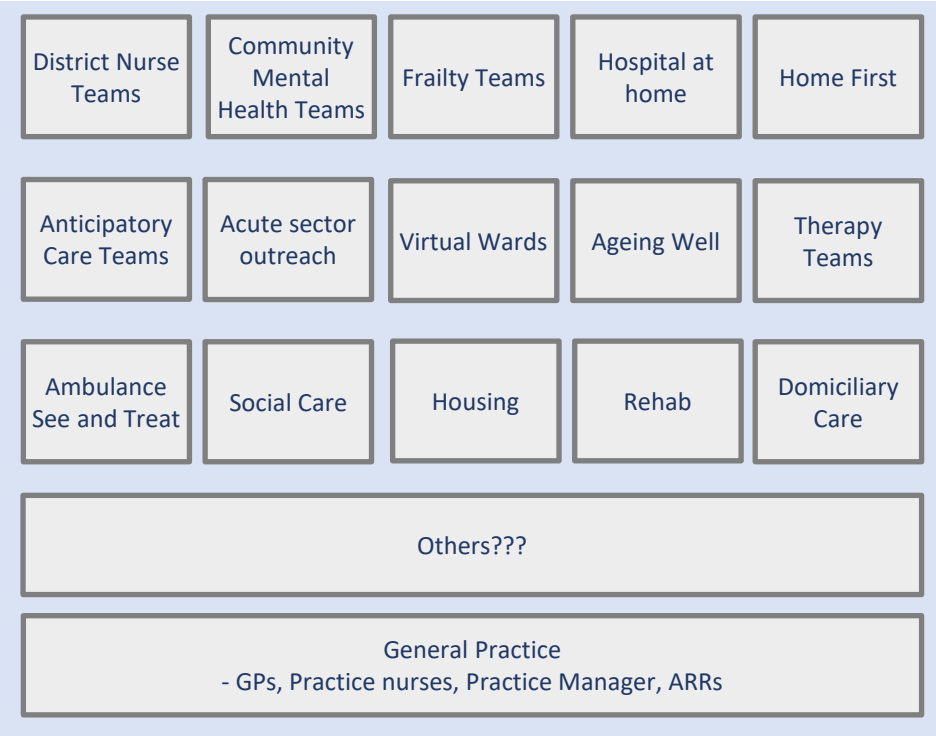 District Nurse
Teams
Community
Mental
Health Teams
Frailty Teams
Hospital at
home
Home First
Anticipatory
Care Teams
Acute sector
outreach
Virtual Wards
Ageing Well
Therapy
Teams
Ambulance
See and Treat
Social Care
Housing
Rehab
Domiciliary
Care
Others???
General Practice
- GPs, Practice nurses, Practice Manager, ARRs